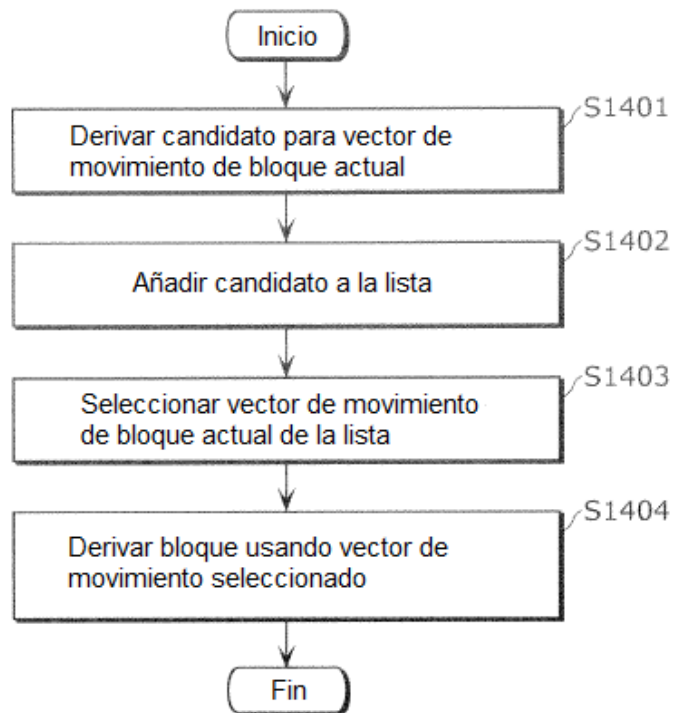 Inicio
S1401
Derivar candidato para vector de
movimiento de bloque actual
S1402
Añadir candidato a la lista
S1403
Seleccionar vector de movimiento
de bloque actual de la lista
S1404
Derivar bloque usando vector de
movimiento seleccionado
Fin